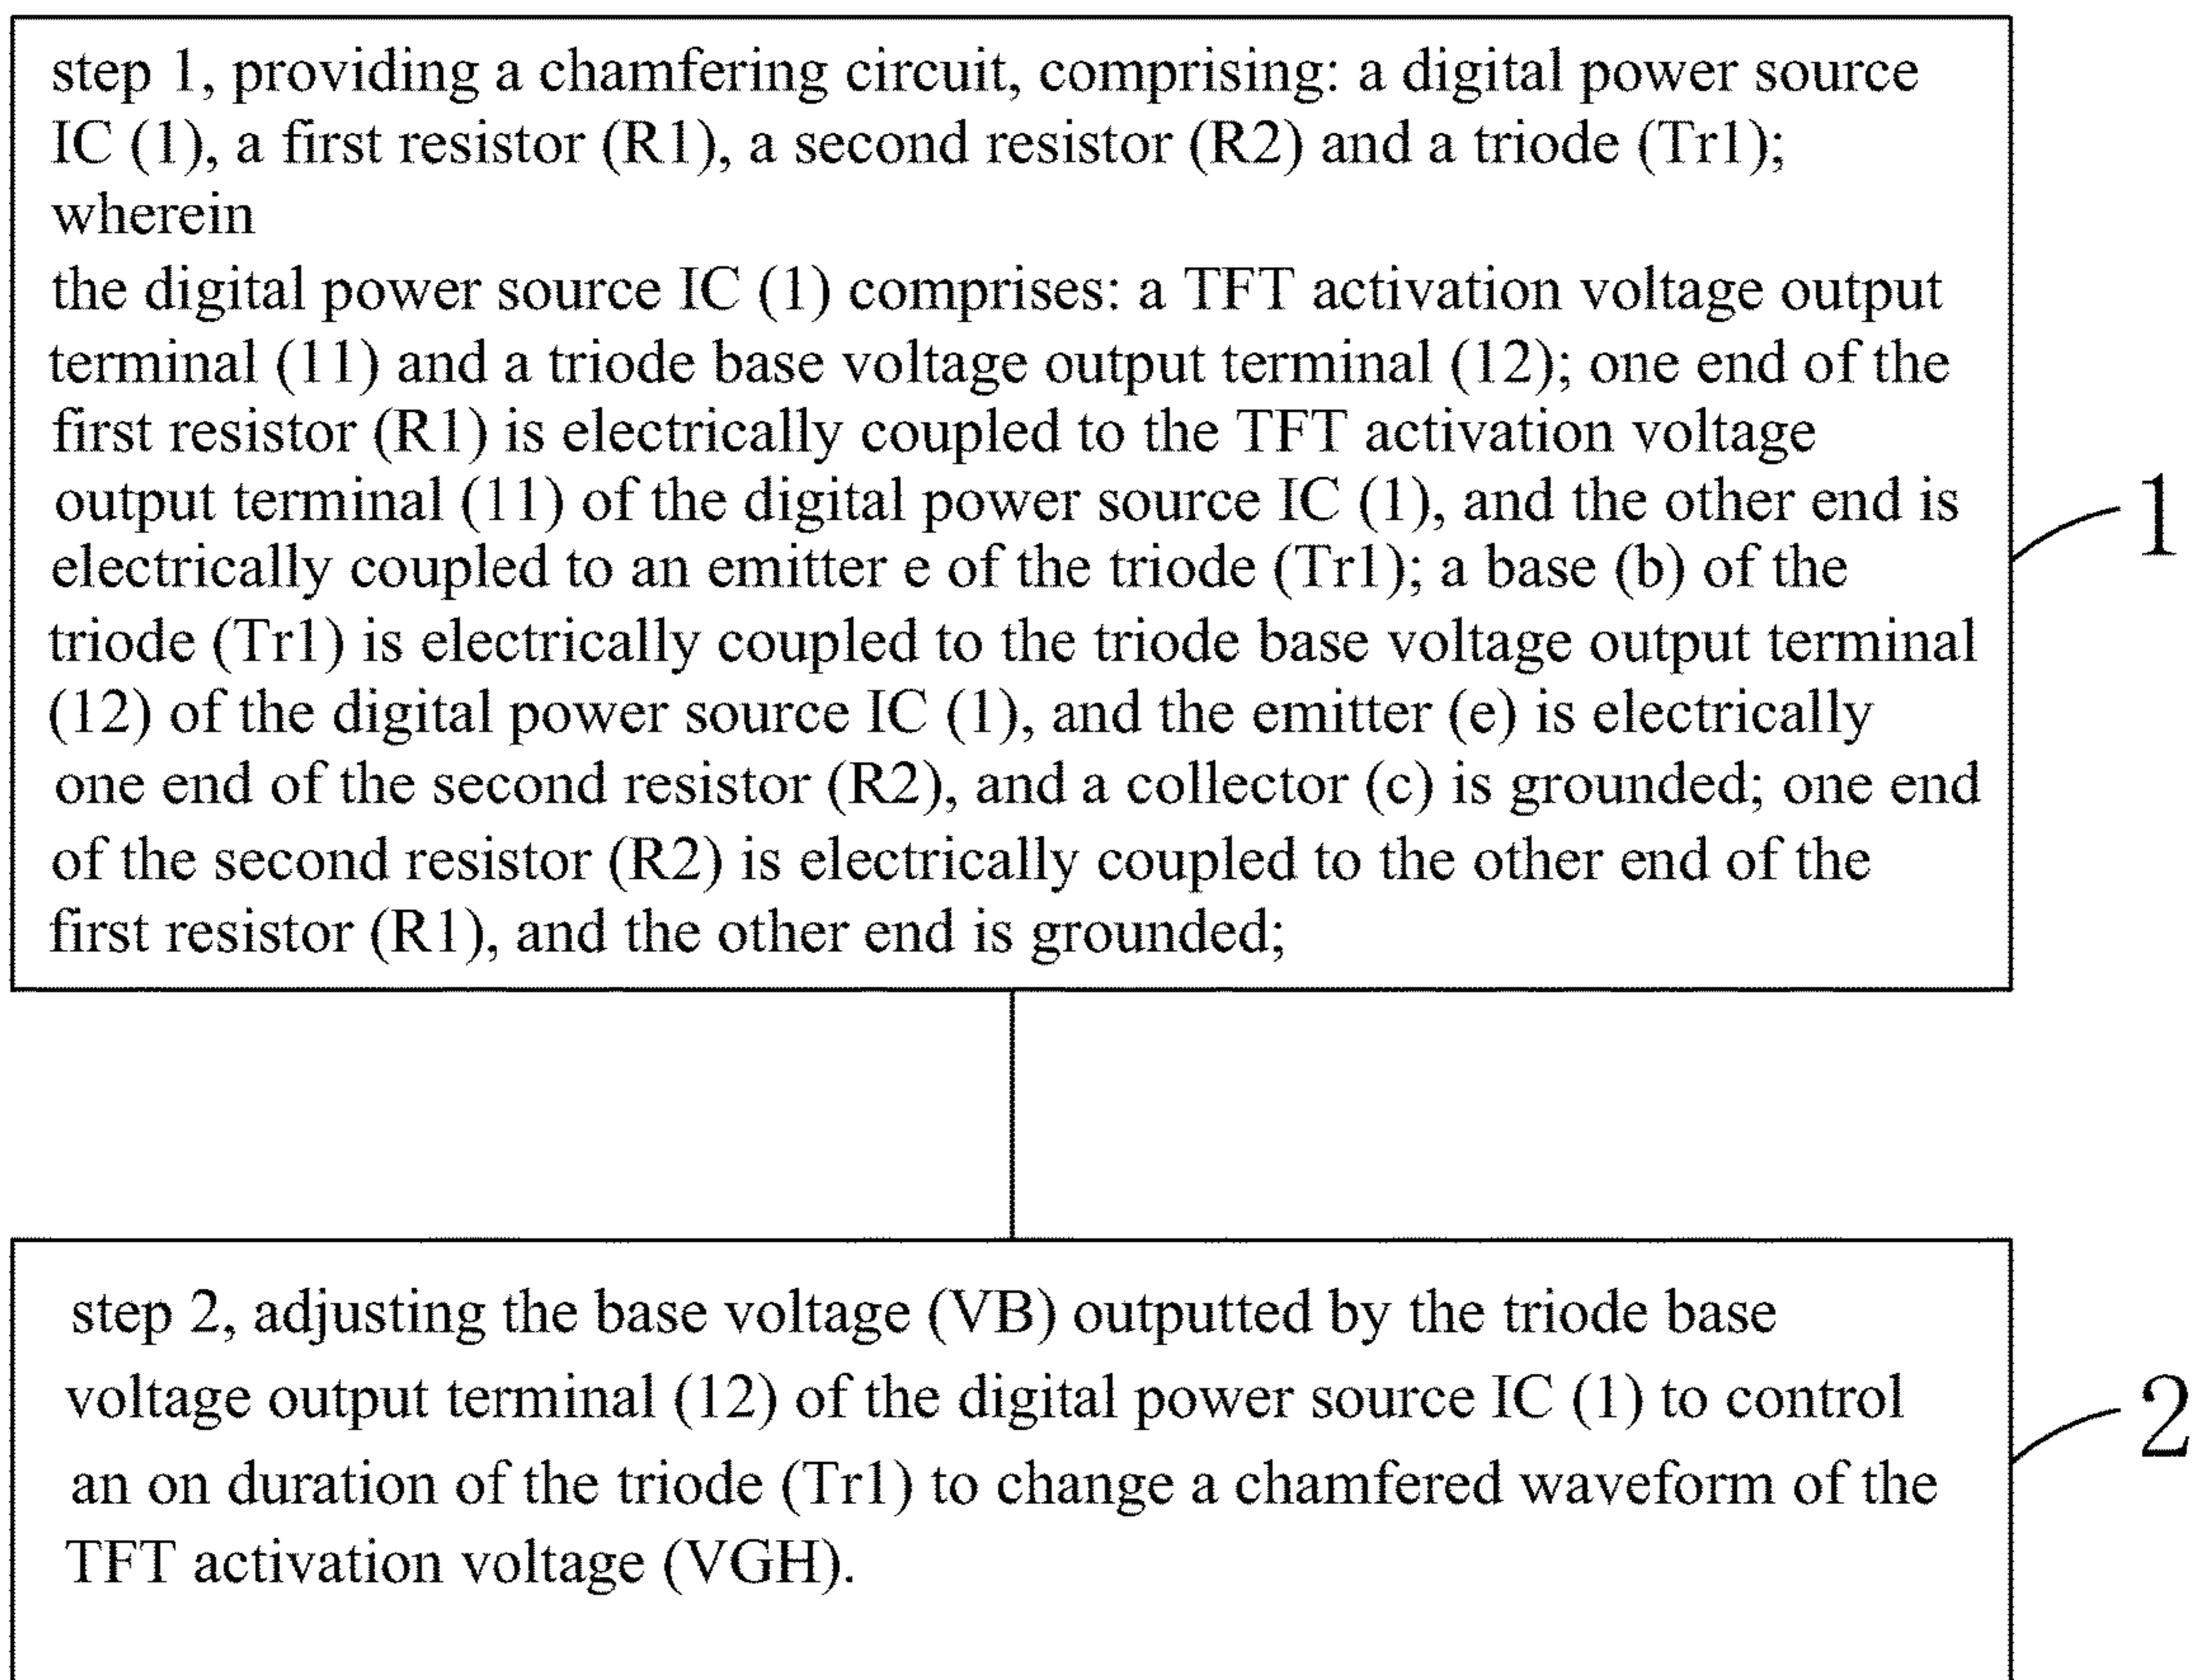 step 1, providing a chamfering circuit, comprising: a digital power source
IC (1), a first resistor (R1), a second resistor (R2) and a triode (Tr1);
wherein
the digital power source IC (1) comprises: a TFT activation voltage output
terminal (11) and a triode base voltage output terminal (12); one end of the
first resistor (R1) is electrically coupled to the TFT activation voltage
output terminal (11) of the digital power source IC (1), and the other end is
electrically coupled to an emitter e of the triode (Tr1); a base (b) of the
triode (Tr1) is electrically coupled to the triode base voltage output terminal
(12) of the digital power source IC (1), and the emitter (e) is electrically
one end of the second resistor (R2), and a collector (c) is grounded; one end
of the second resistor (R2) is electrically coupled to the other end of the
first resistor (R1), and the other end is grounded;
1
step 2, adjusting the base voltage (VB) outputted by the triode base
voltage output terminal (12) of the digital power source IC (1) to control
an on duration of the triode (Tr1) to change a chamfered waveform of the
TFT activation voltage (VGH).
2